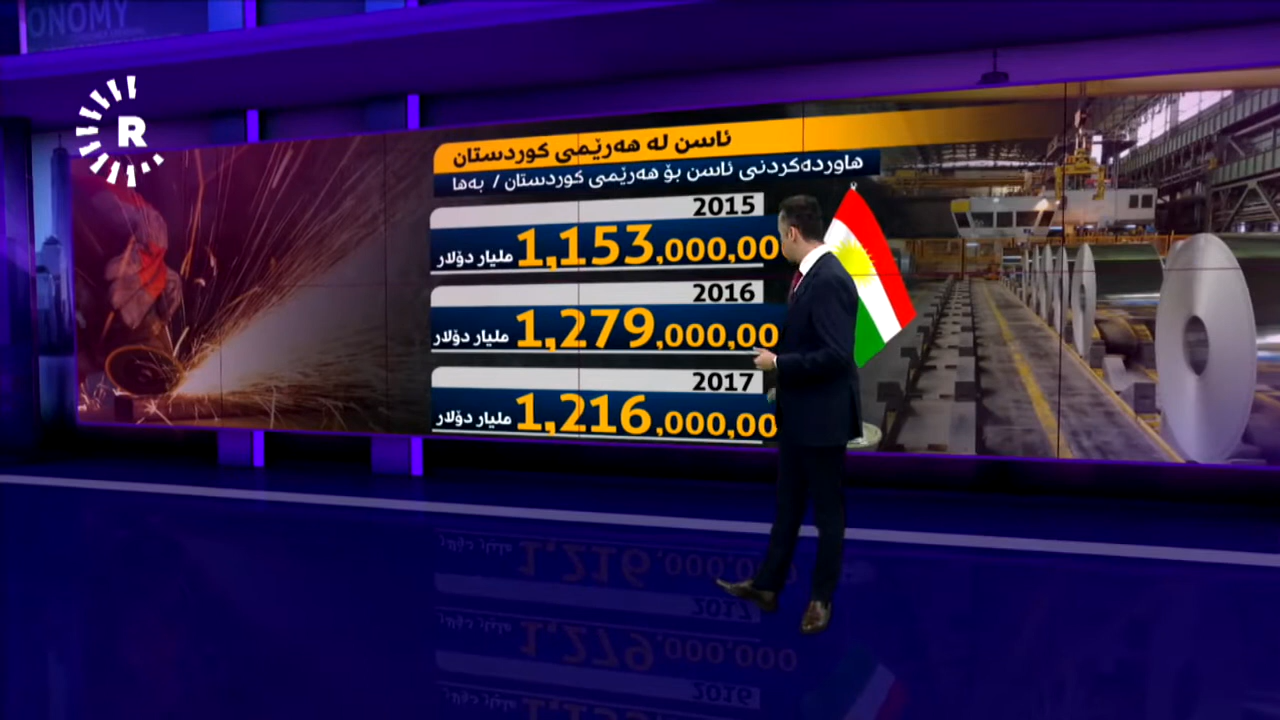 ONOMY
R
ئاسن لە هەرێمی کوردستان
هاوردەکردنی ئاسن بۆ هەرێمی کوردستان / بەها
2015
1,153,000,00 ملیار دۆلار
2016
1,279,000,00 ملیار دۆلار
2017
1,216,000,00 ملیار دۆلار